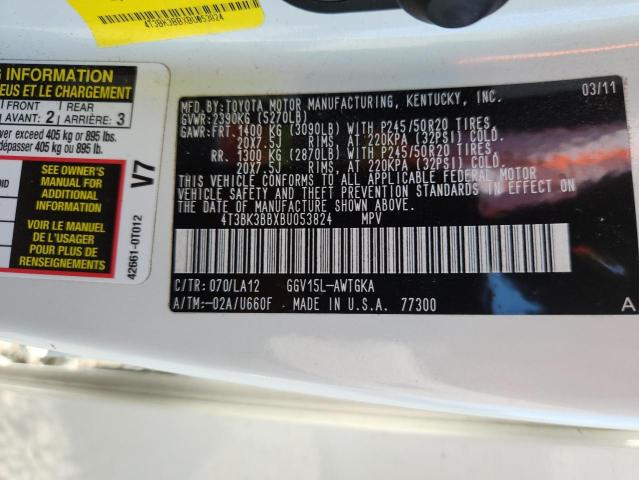 4T3BK3BBXBU053824
MFD.BY:TOYOTA MOTOR MANUFACTURING, KENTUCKY, INC. 03/11
GVWR:2390KG (5270LB)
GAWR:FRT.1400 KG (3090LB) WITH P245/50R20 TIRES,
20X7.5J RIMS, AT 220KPA (32PSI) COLD.
RR. 1300 KG (2870LB) WITH P245/50R20 TIRES,
20X7.5J RIMS, AT 220KPA (32PSI) COLD.
THIS VEHICLE CONFORMS TO ALL APPLICABLE FEDERAL MOTOR
VEHICLE SAFETY AND THEFT PREVENTION STANDARDS IN EFFECT ON
THE DATE OF MANUFACTURE SHOWN ABOVE.
4T3BK3BBXBU053824 MPV
C/TR:070/LA12 GGV15L-AWTGKA
A/TM:-02A/U660F MADE IN U.S.A. 77300
A
INFORMATION
EUS ET LE CHARGEMENT
FRONT REAR
AVANT: 2 ARRIERE: 3
exceed 405 kg or 895 lbs.
dépasser 405 kg ou 895 lb.
SEE OWNER'S
MANUAL FOR
ADDITIONAL
INFORMATION
VOIR LE MANUEL
DE L'USAGER
POUR PLUS DE
RENSEIGNEMENTS
V7
42661-0T012